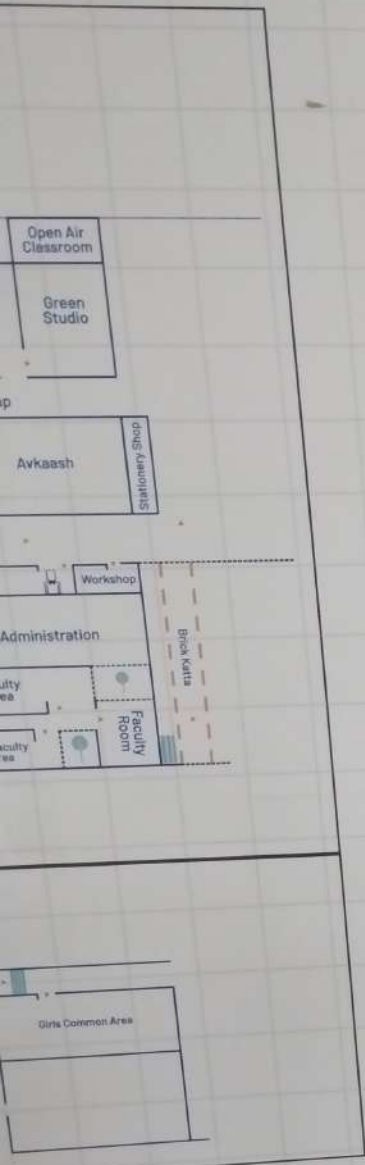 Open Air
Classroom
Green
Studio
Avkaash
Stationery Shop
Workshop
Administration
Brick Katta
Faculty
Room
Girls Common Area